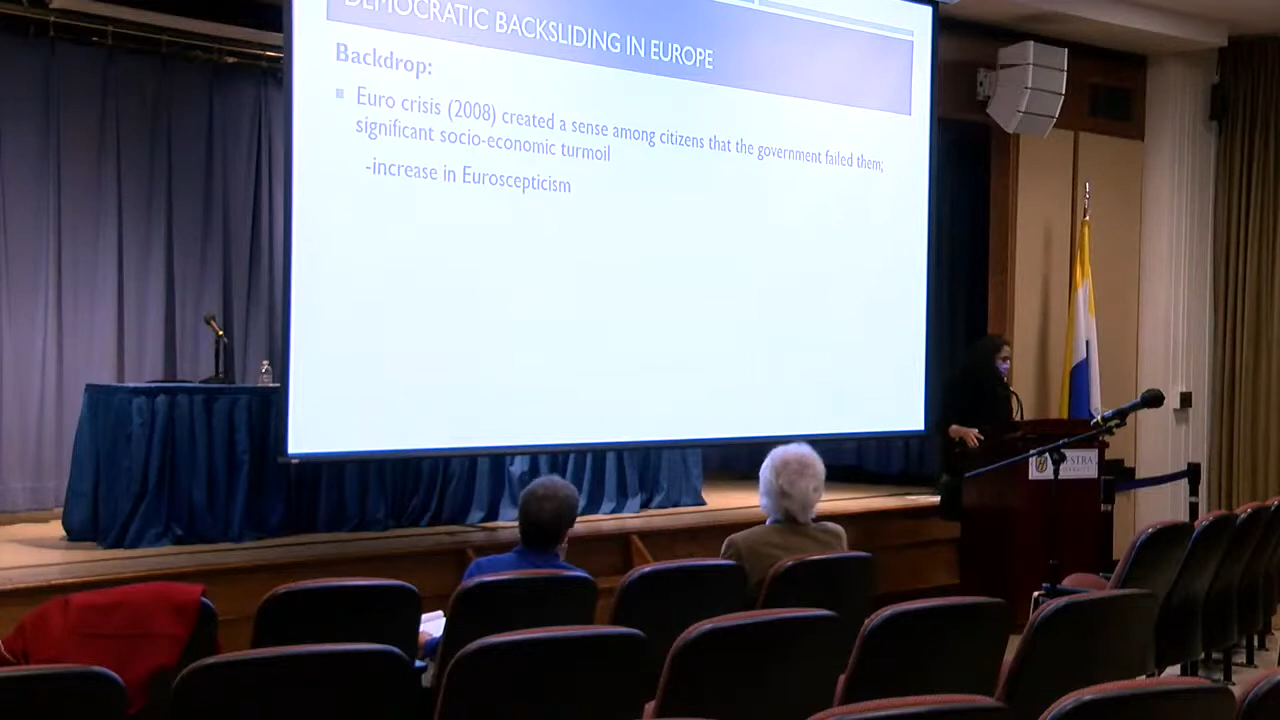 DEMOCRATIC BACKSLIDING IN EUROPE
Backdrop:
Euro crisis (2008) created a sense among citizens that the government failed them;
significant socio-economic turmoil
-increase in Euroscepticism